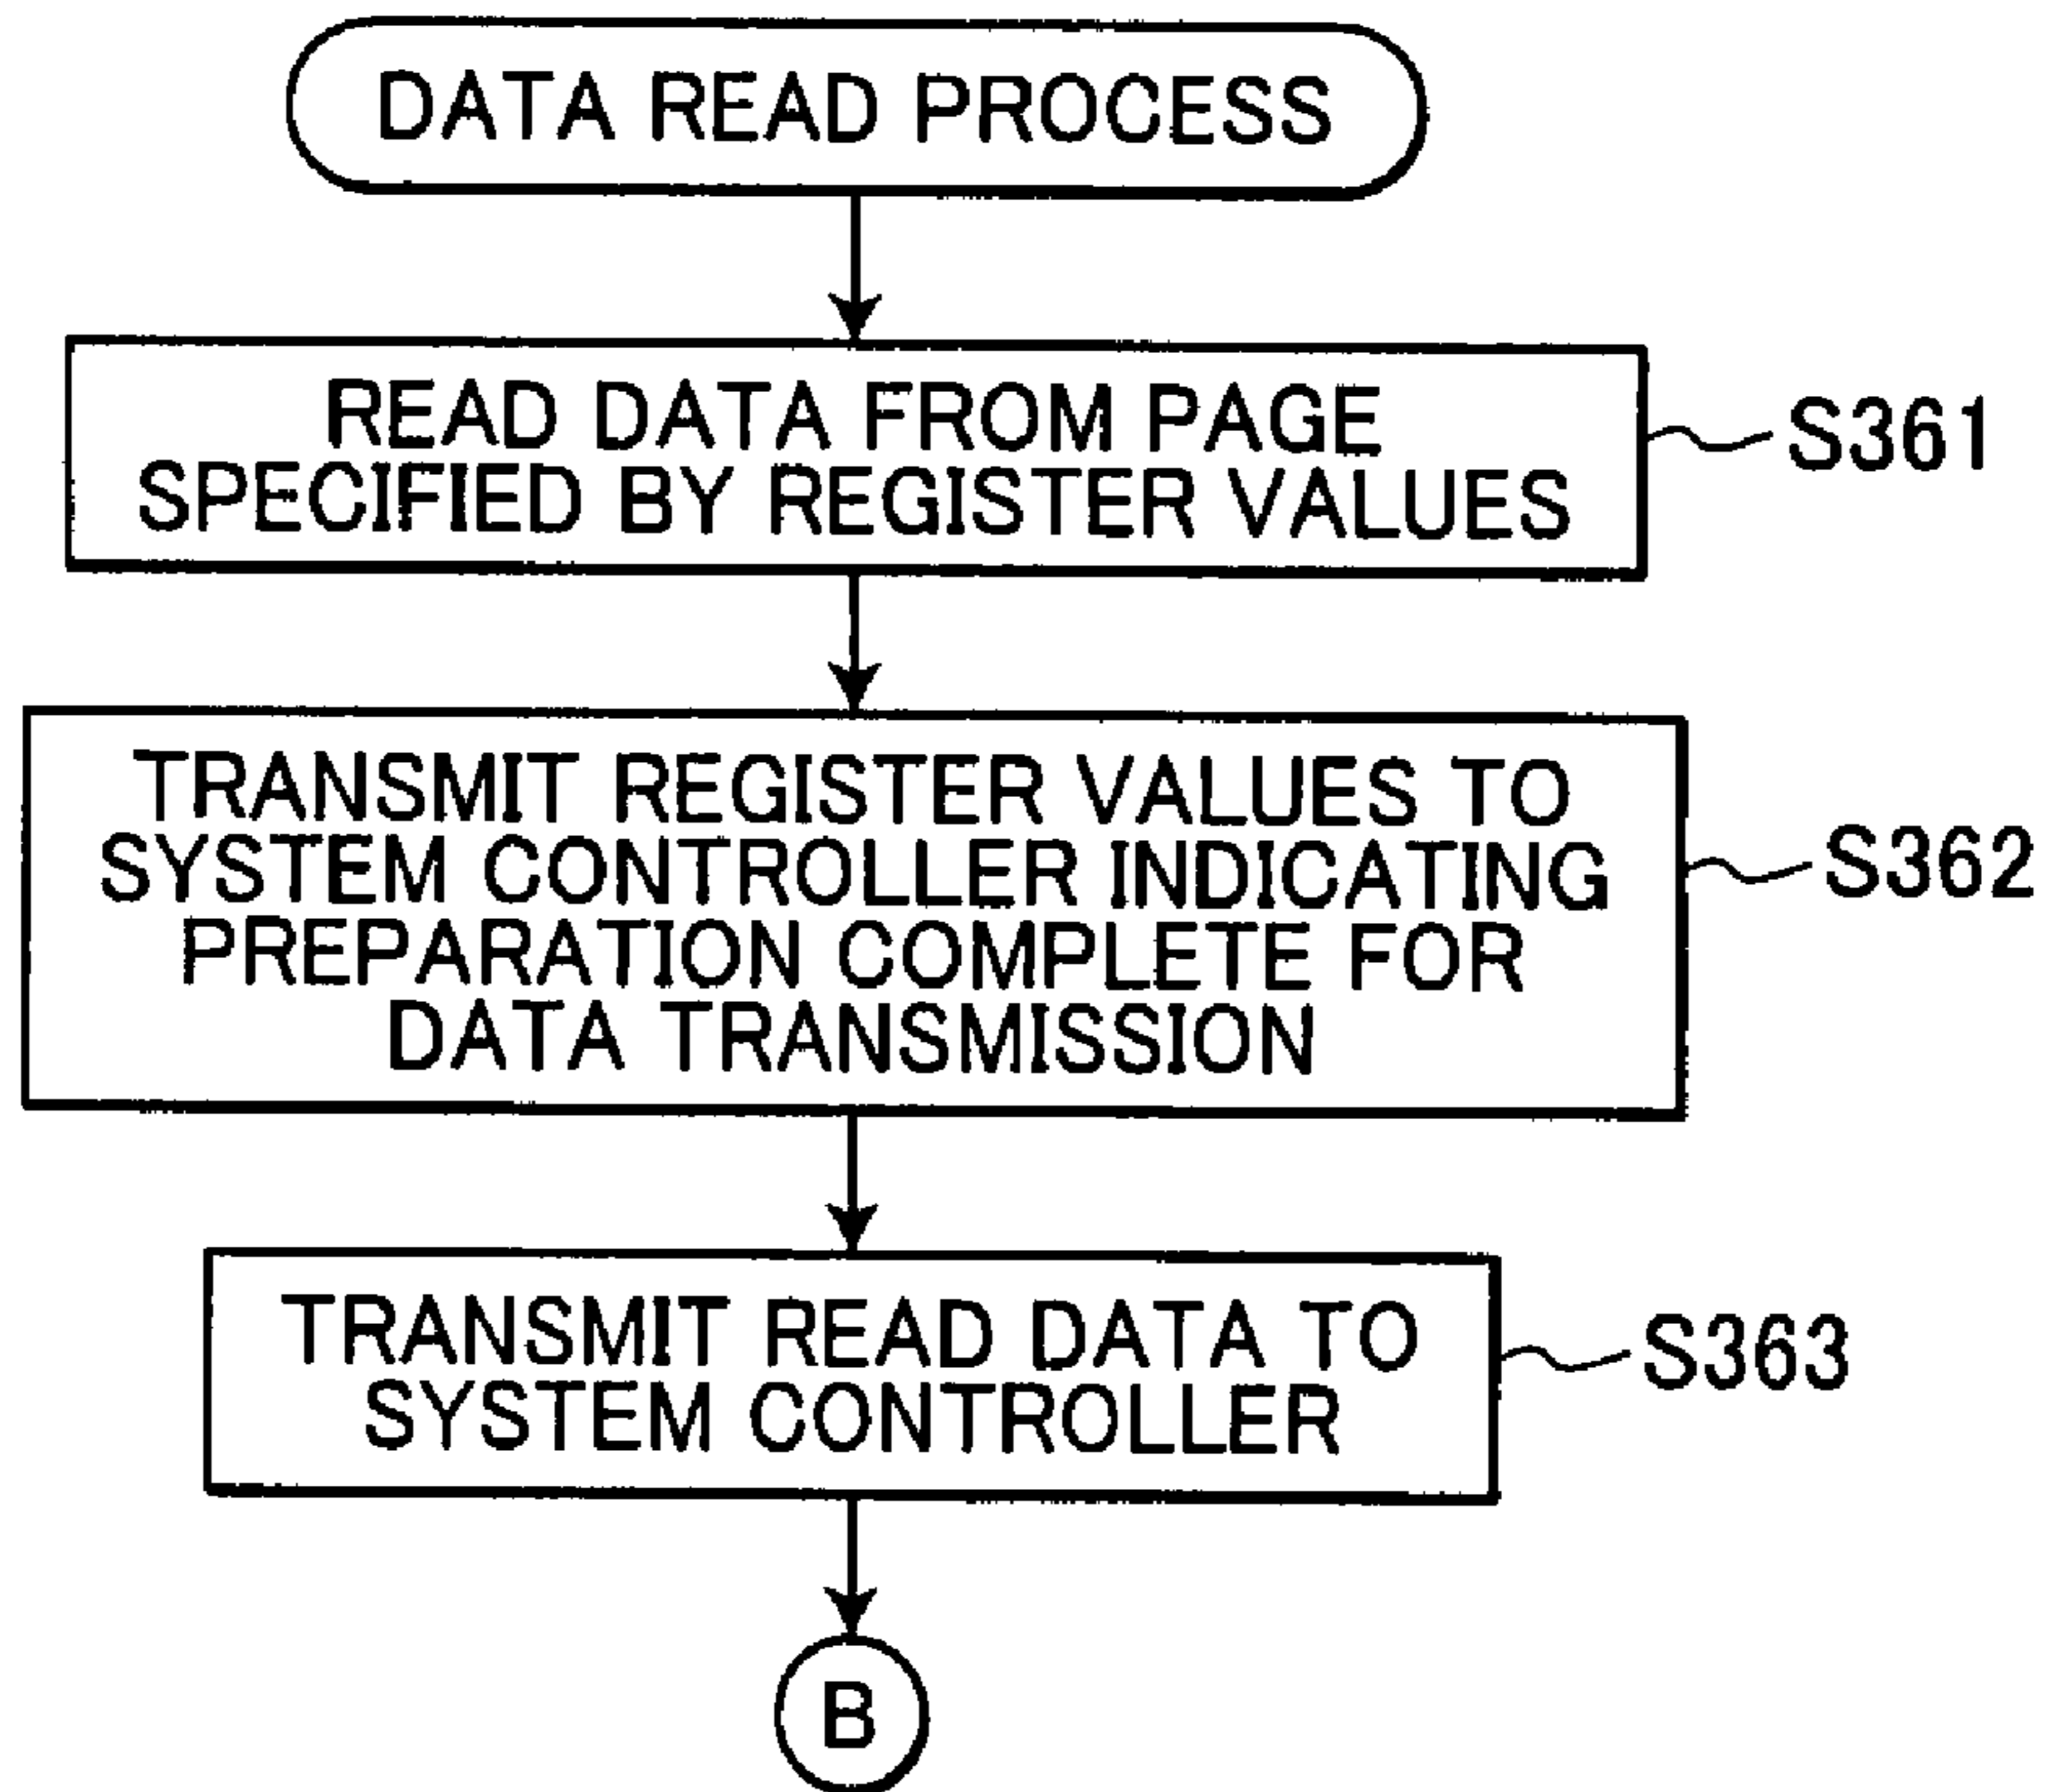 DATA READ PROCESS
READ DATA FROM PAGE
SPECIFIED BY REGISTER VALUES
S361
TRANSMIT REGISTER VALUES TO
SYSTEM CONTROLLER INDICATING
PREPARATION COMPLETE FOR
DATA TRANSMISSION
S362
TRANSMIT READ DATA TO
SYSTEM CONTROLLER
S363
B